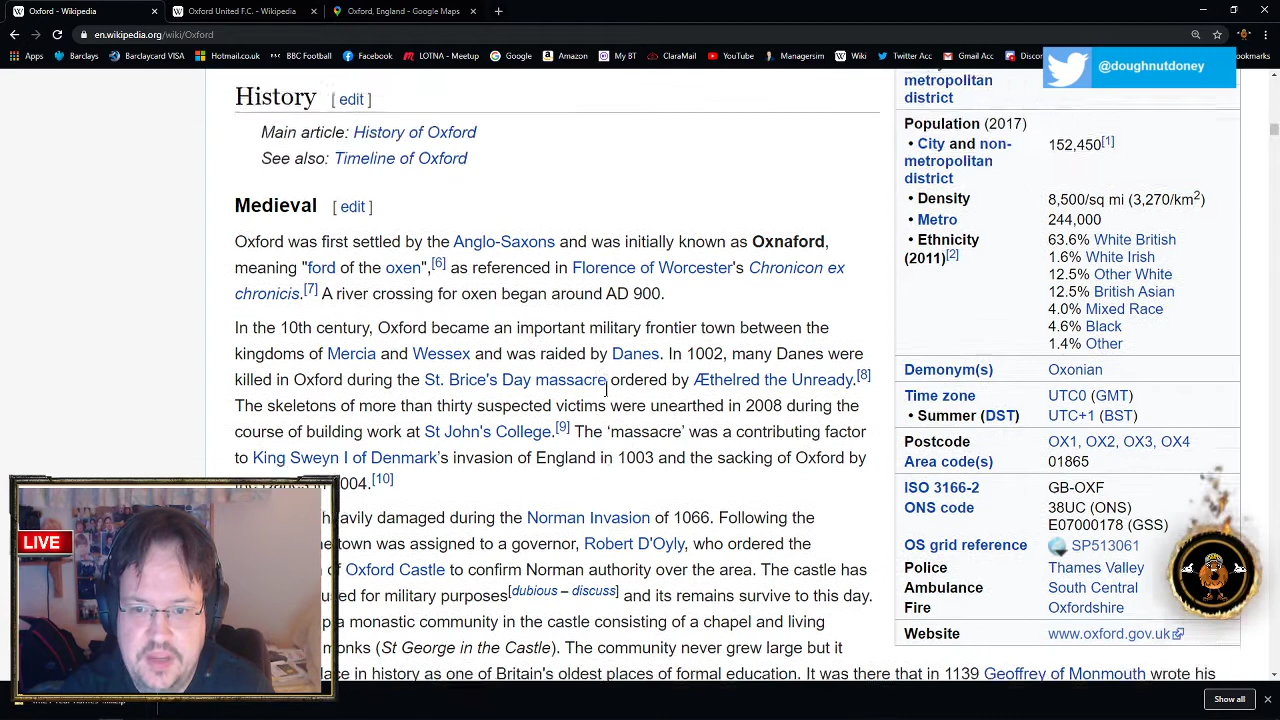 Oxford - Wikipedia
Oxford United F.C. - Wikipedia
Oxford, England - Google Maps
en.wikipedia.org/wiki/Oxford
Apps
Barclays
Barclaycard VISA
Hotmail.co.uk
BBC Football
Facebook
LOTNA - Meetup
Google
Amazon
My BT
ClaraMail
YouTube
Managersim
Wiki
Twitter Acc
Gmail Acc
@doughnutdoney
History [ edit ]
Main article: History of Oxford
See also: Timeline of Oxford
Medieval [ edit ]
Oxford was first settled by the Anglo-Saxons and was initially known as Oxnaford,
meaning "ford of the oxen",[6] as referenced in Florence of Worcester's Chronicon ex
chronicis.[7] A river crossing for oxen began around AD 900.
In the 10th century, Oxford became an important military frontier town between the
kingdoms of Mercia and Wessex and was raided by Danes. In 1002, many Danes were
killed in Oxford during the St. Brice's Day massacre ordered by Æthelred the Unready.[8]
The skeletons of more than thirty suspected victims were unearthed in 2008 during the
course of building work at St John's College.[9] The ‘massacre’ was a contributing factor
to King Sweyn I of Denmark’s invasion of England in 1003 and the sacking of Oxford by
004.[10]
eavily damaged during the Norman Invasion of 1066. Following the
town was assigned to a governor, Robert D'Oyly, who ordered the
Oxford Castle to confirm Norman authority over the area. The castle has
used for military purposes[dubious – discuss] and its remains survive to this day.
a monastic community in the castle consisting of a chapel and living
monks (St George in the Castle). The community never grew large but it
lace in history as one of Britain's oldest places of formal education. It was there that in 1139 Geoffrey of Monmouth wrote his
metropolitan
district
Population (2017)
• City and non-metropolitan district 152,450[1]
• Density 8,500/sq mi (3,270/km2)
• Metro 244,000
• Ethnicity (2011)[2] 63.6% White British
1.6% White Irish
12.5% Other White
12.5% British Asian
4.0% Mixed Race
4.6% Black
1.4% Other
Demonym(s) Oxonian
Time zone UTC0 (GMT)
• Summer (DST) UTC+1 (BST)
Postcode OX1, OX2, OX3, OX4
Area code(s) 01865
ISO 3166-2 GB-OXF
ONS code 38UC (ONS)
E07000178 (GSS)
OS grid reference SP513061
Police Thames Valley
Ambulance South Central
Fire Oxfordshire
Website www.oxford.gov.uk
LIVE
Show all